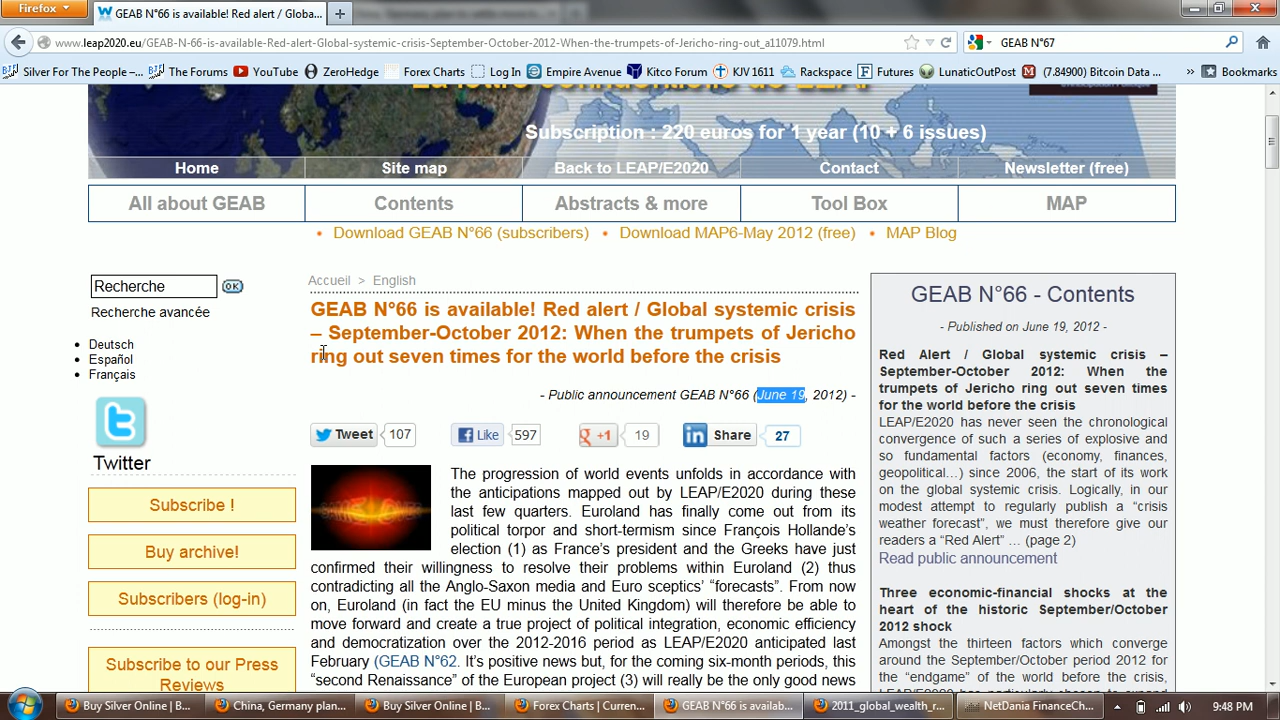 Firefox
GEAB N°66 is available! Red alert / Globa...
www.leap2020.eu/GEAB-N-66-is-available-Red-alert-Global-systemic-crisis-September-October-2012-When-the-trumpets-of-Jericho-ring-out_a11079.html
GEAB N°67
Silver For The People –... The Forums YouTube ZeroHedge Forex Charts Log In Empire Avenue Kitco Forum KJV 1611 Rackspace Futures LunaticOutPost (7.84900) Bitcoin Data ... » Bookmarks
Subscription : 220 euros for 1 year (10 + 6 issues)
Home Site map Back to LEAP/E2020 Contact Newsletter (free)
All about GEAB Contents Abstracts & more Tool Box MAP
• Download GEAB N°66 (subscribers) • Download MAP6-May 2012 (free) • MAP Blog
Recherche OK
Recherche avancée
• Deutsch
• Español
• Français
Twitter
Subscribe !
Buy archive!
Subscribers (log-in)
Subscribe to our Press
Reviews
Accueil > English
GEAB N°66 is available! Red alert / Global systemic crisis
– September-October 2012: When the trumpets of Jericho
ring out seven times for the world before the crisis
- Public announcement GEAB N°66 (June 19, 2012) -
Tweet 107 Like 597 +1 19 Share 27
The progression of world events unfolds in accordance with
the anticipations mapped out by LEAP/E2020 during these
last few quarters. Euroland has finally come out from its
political torpor and short-termism since François Hollande's
election (1) as France's president and the Greeks have just
confirmed their willingness to resolve their problems within Euroland (2) thus
contradicting all the Anglo-Saxon media and Euro sceptics' “forecasts”. From now
on, Euroland (in fact the EU minus the United Kingdom) will therefore be able to
move forward and create a true project of political integration, economic efficiency
and democratization over the 2012-2016 period as LEAP/E2020 anticipated last
February (GEAB N°62. It's positive news but, for the coming six-month periods, this
“second Renaissance” of the European project (3) will really be the only good news
GEAB N°66 - Contents
- Published on June 19, 2012 -
Red Alert / Global systemic crisis –
September-October 2012: When the
trumpets of Jericho ring out seven times
for the world before the crisis
LEAP/E2020 has never seen the chronological
convergence of such a series of explosive and
so fundamental factors (economy, finances,
geopolitical...) since 2006, the start of its work
on the global systemic crisis. Logically, in our
modest attempt to regularly publish a “crisis
weather forecast”, we must therefore give our
readers a “Red Alert” ... (page 2)
Read public announcement
Three economic-financial shocks at the
heart of the historic September/October
2012 shock
Amongst the thirteen factors which converge
around the September/October period 2012 for
the “endgame” of the world before the crisis,
Buy Silver Online | B... China, Germany plan... Buy Silver Online | B... Forex Charts | Curren... GEAB N°66 is availab... 2011_global_wealth_r... NetDania FinanceCh... 9:48 PM